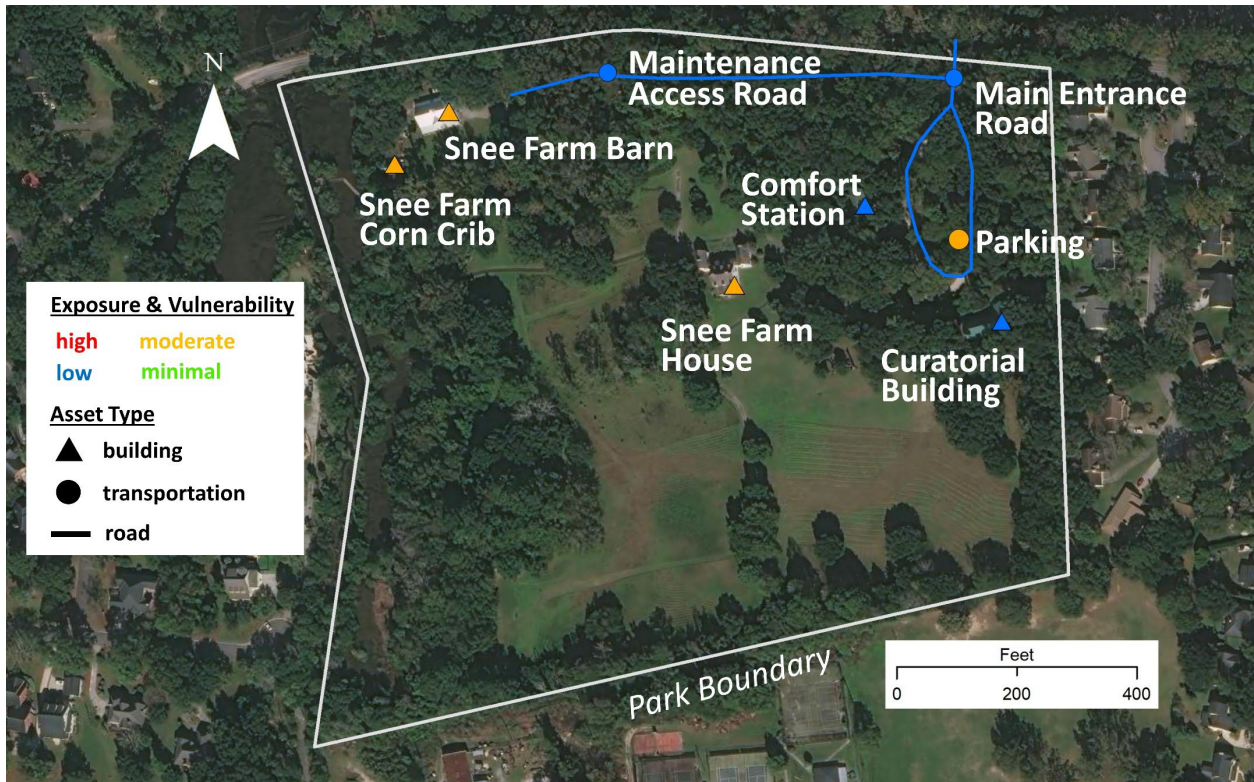 N
Maintenance
Access Road
Main Entrance
Road
Snee Farm Barn
Snee Farm
Corn Crib
Comfort
Station
Parking
Snee Farm
House
Curatorial
Building
Exposure & Vulnerability
high moderate
low minimal
Asset Type
building
transportation
road
Park Boundary
Feet
0 200 400